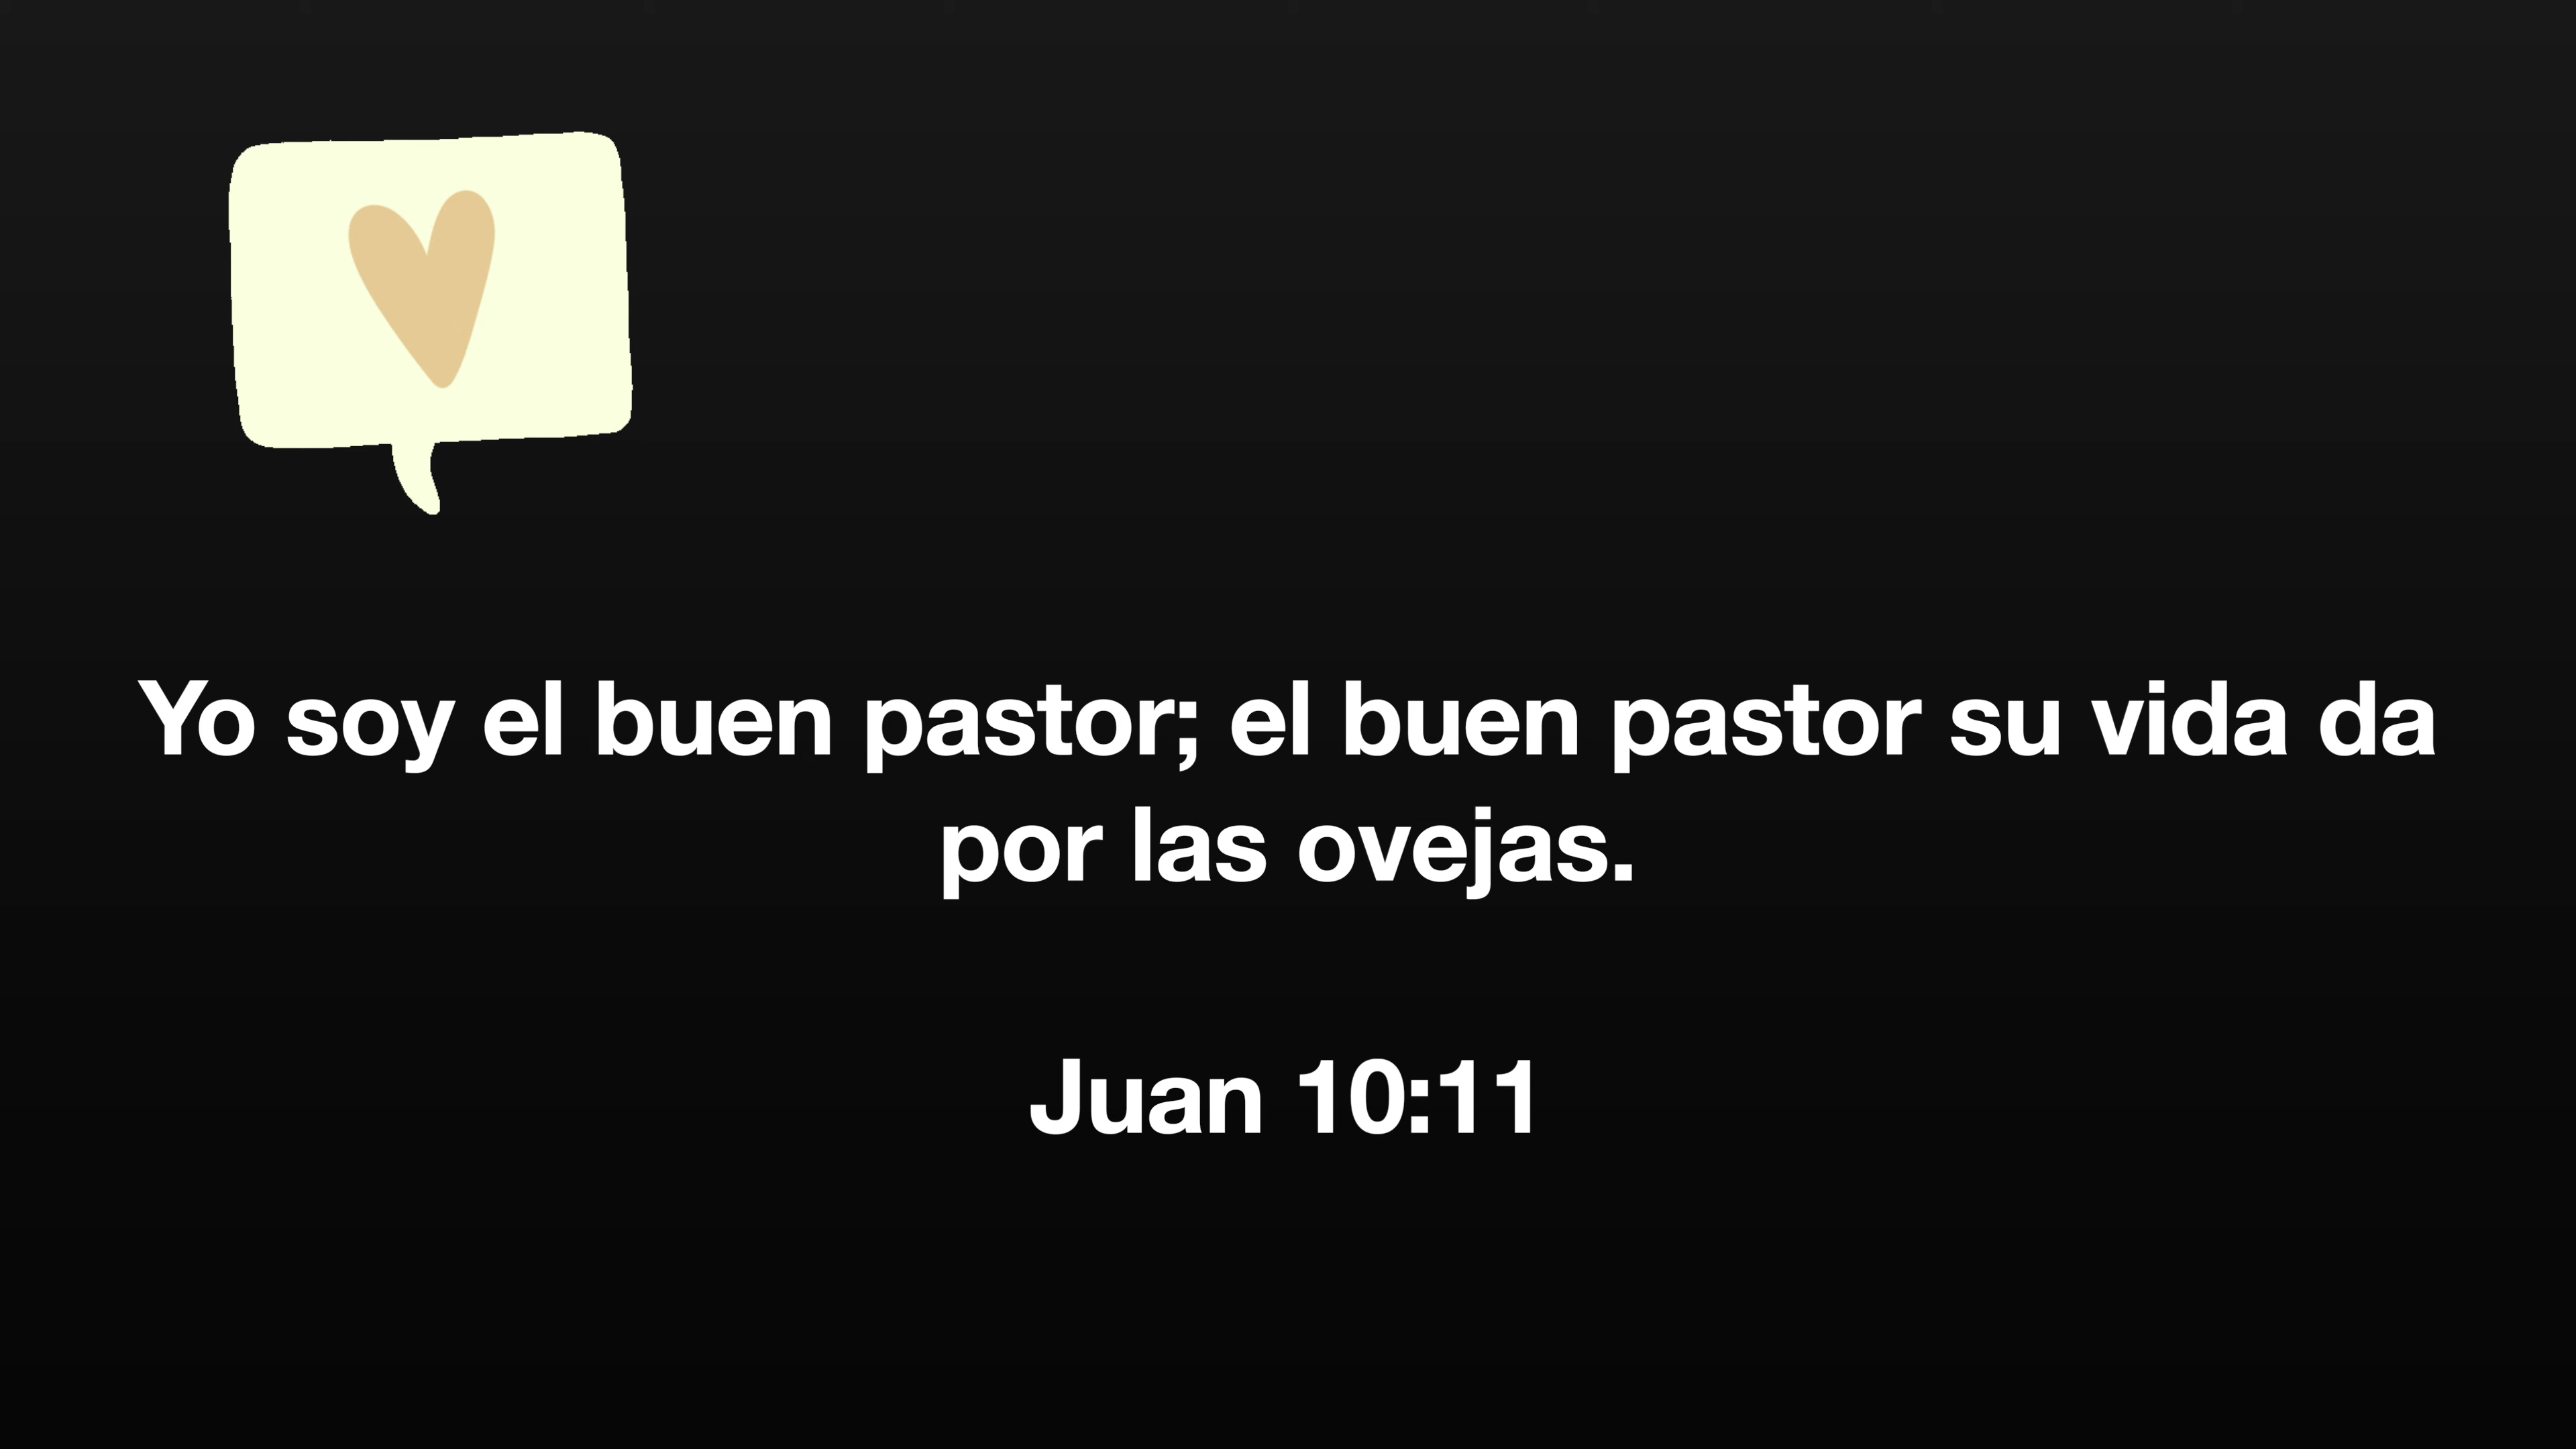 Yo soy el buen pastor; el buen pastor su vida da
por las ovejas.
Juan 10:11